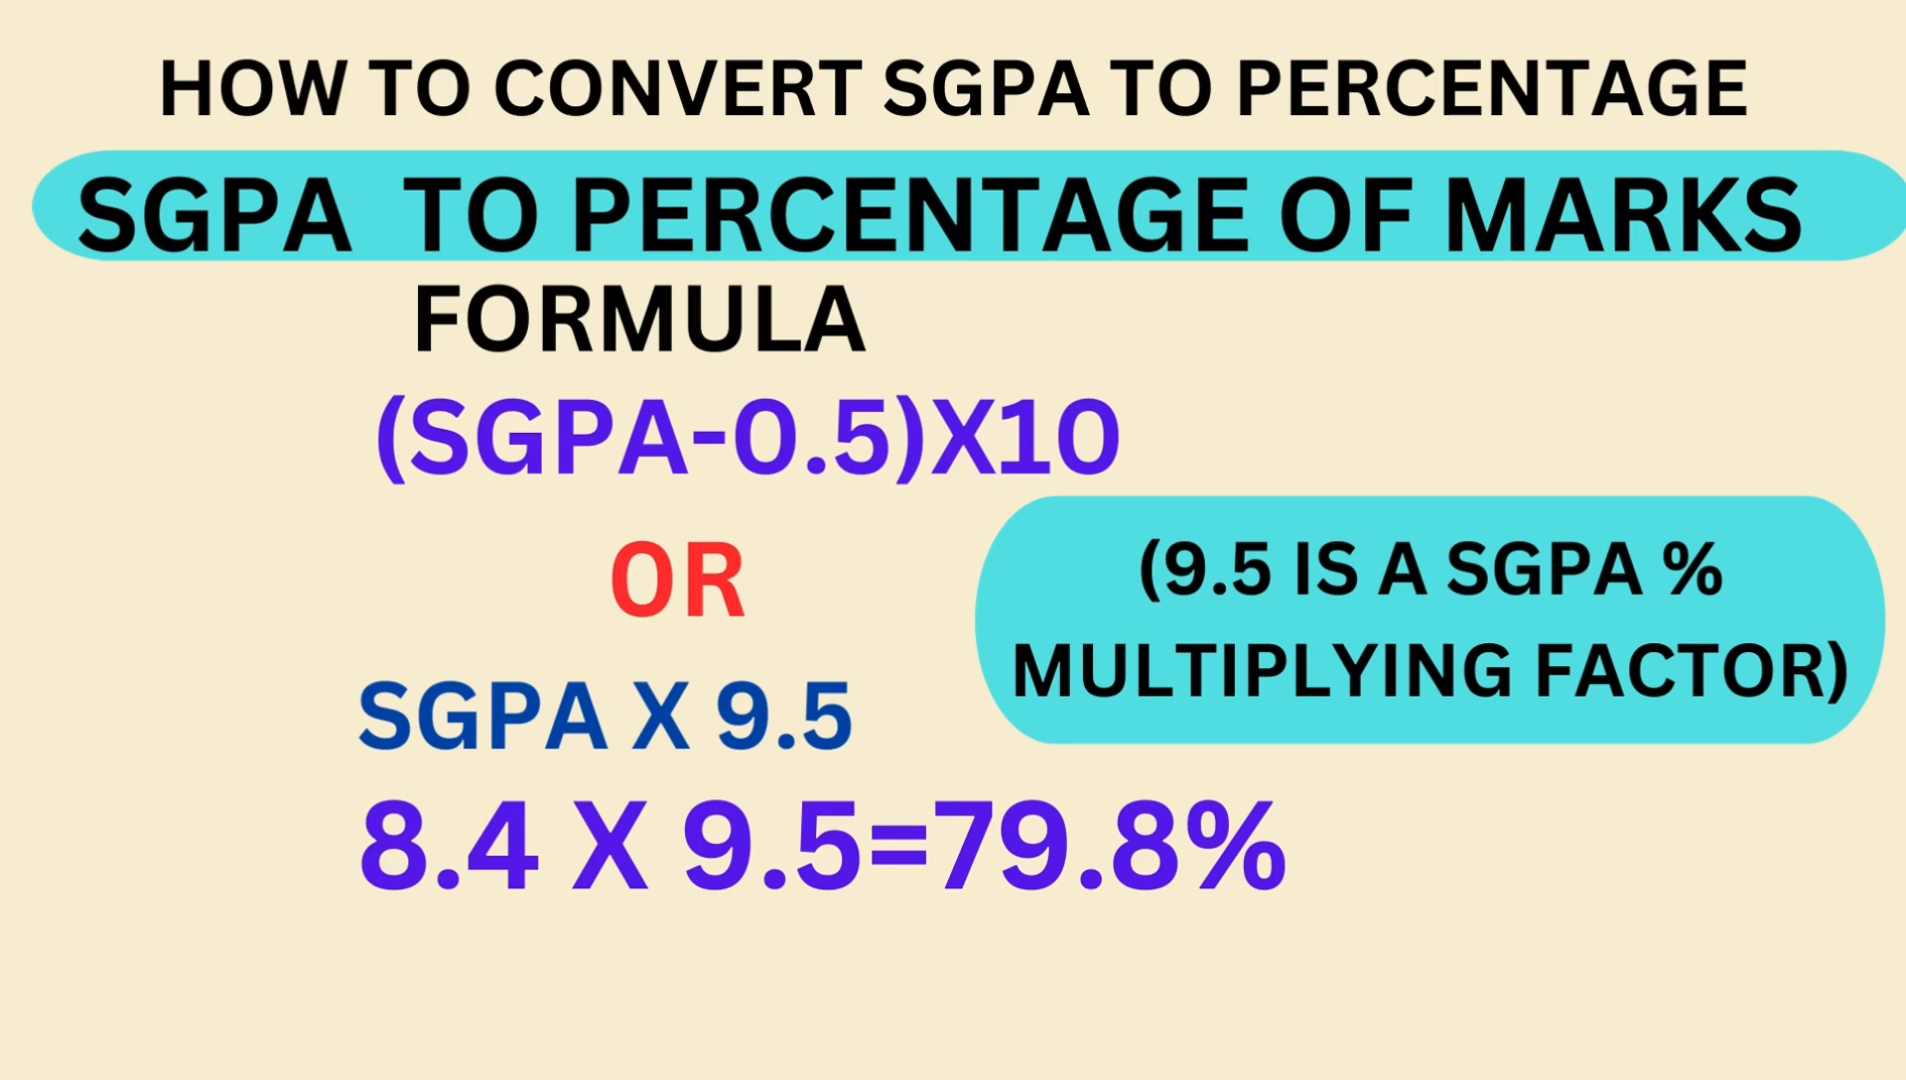 HOW TO CONVERT SGPA TO PERCENTAGE
SGPA TO PERCENTAGE OF MARKS
FORMULA
(SGPA-0.5)X10
OR
(9.5 IS A SGPA %
MULTIPLYING FACTOR)
SGPA X 9.5
8.4 X 9.5=79.8%